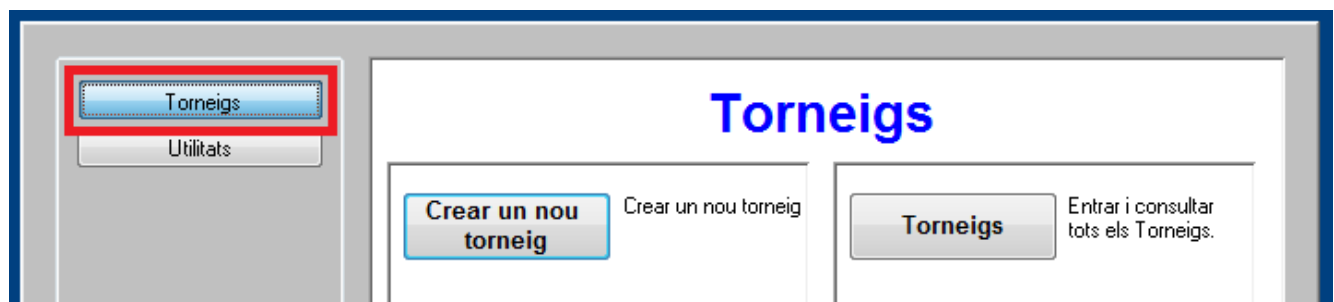 Torneigs
Utilitats
Torneigs
Crear un nou
torneig
Crear un nou torneig
Torneigs
Entrar i consultar
tots els Torneigs.